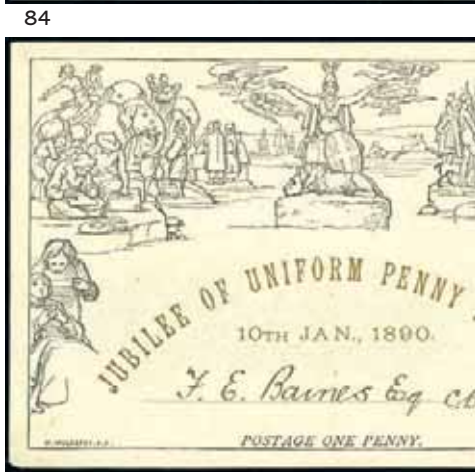 84
JUBILEE OF UNIFORM PENNY
10TH JAN., 1890.
F. E. Baines Esq
POSTAGE ONE PENNY.